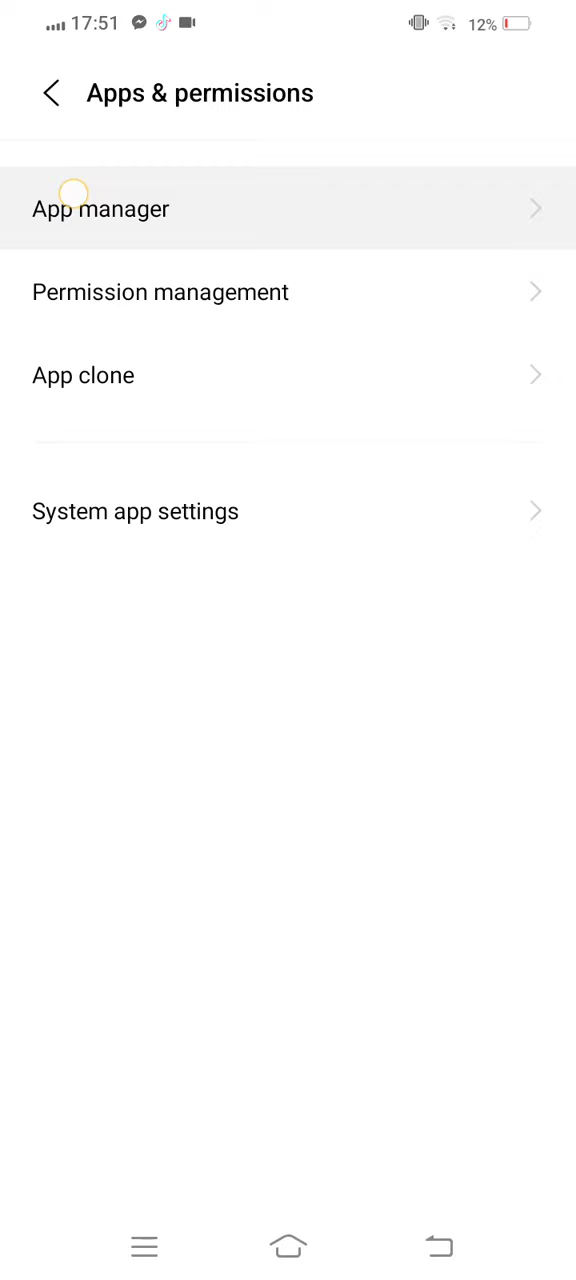 17:51 12%
Apps & permissions
App manager
Permission management
App clone
System app settings